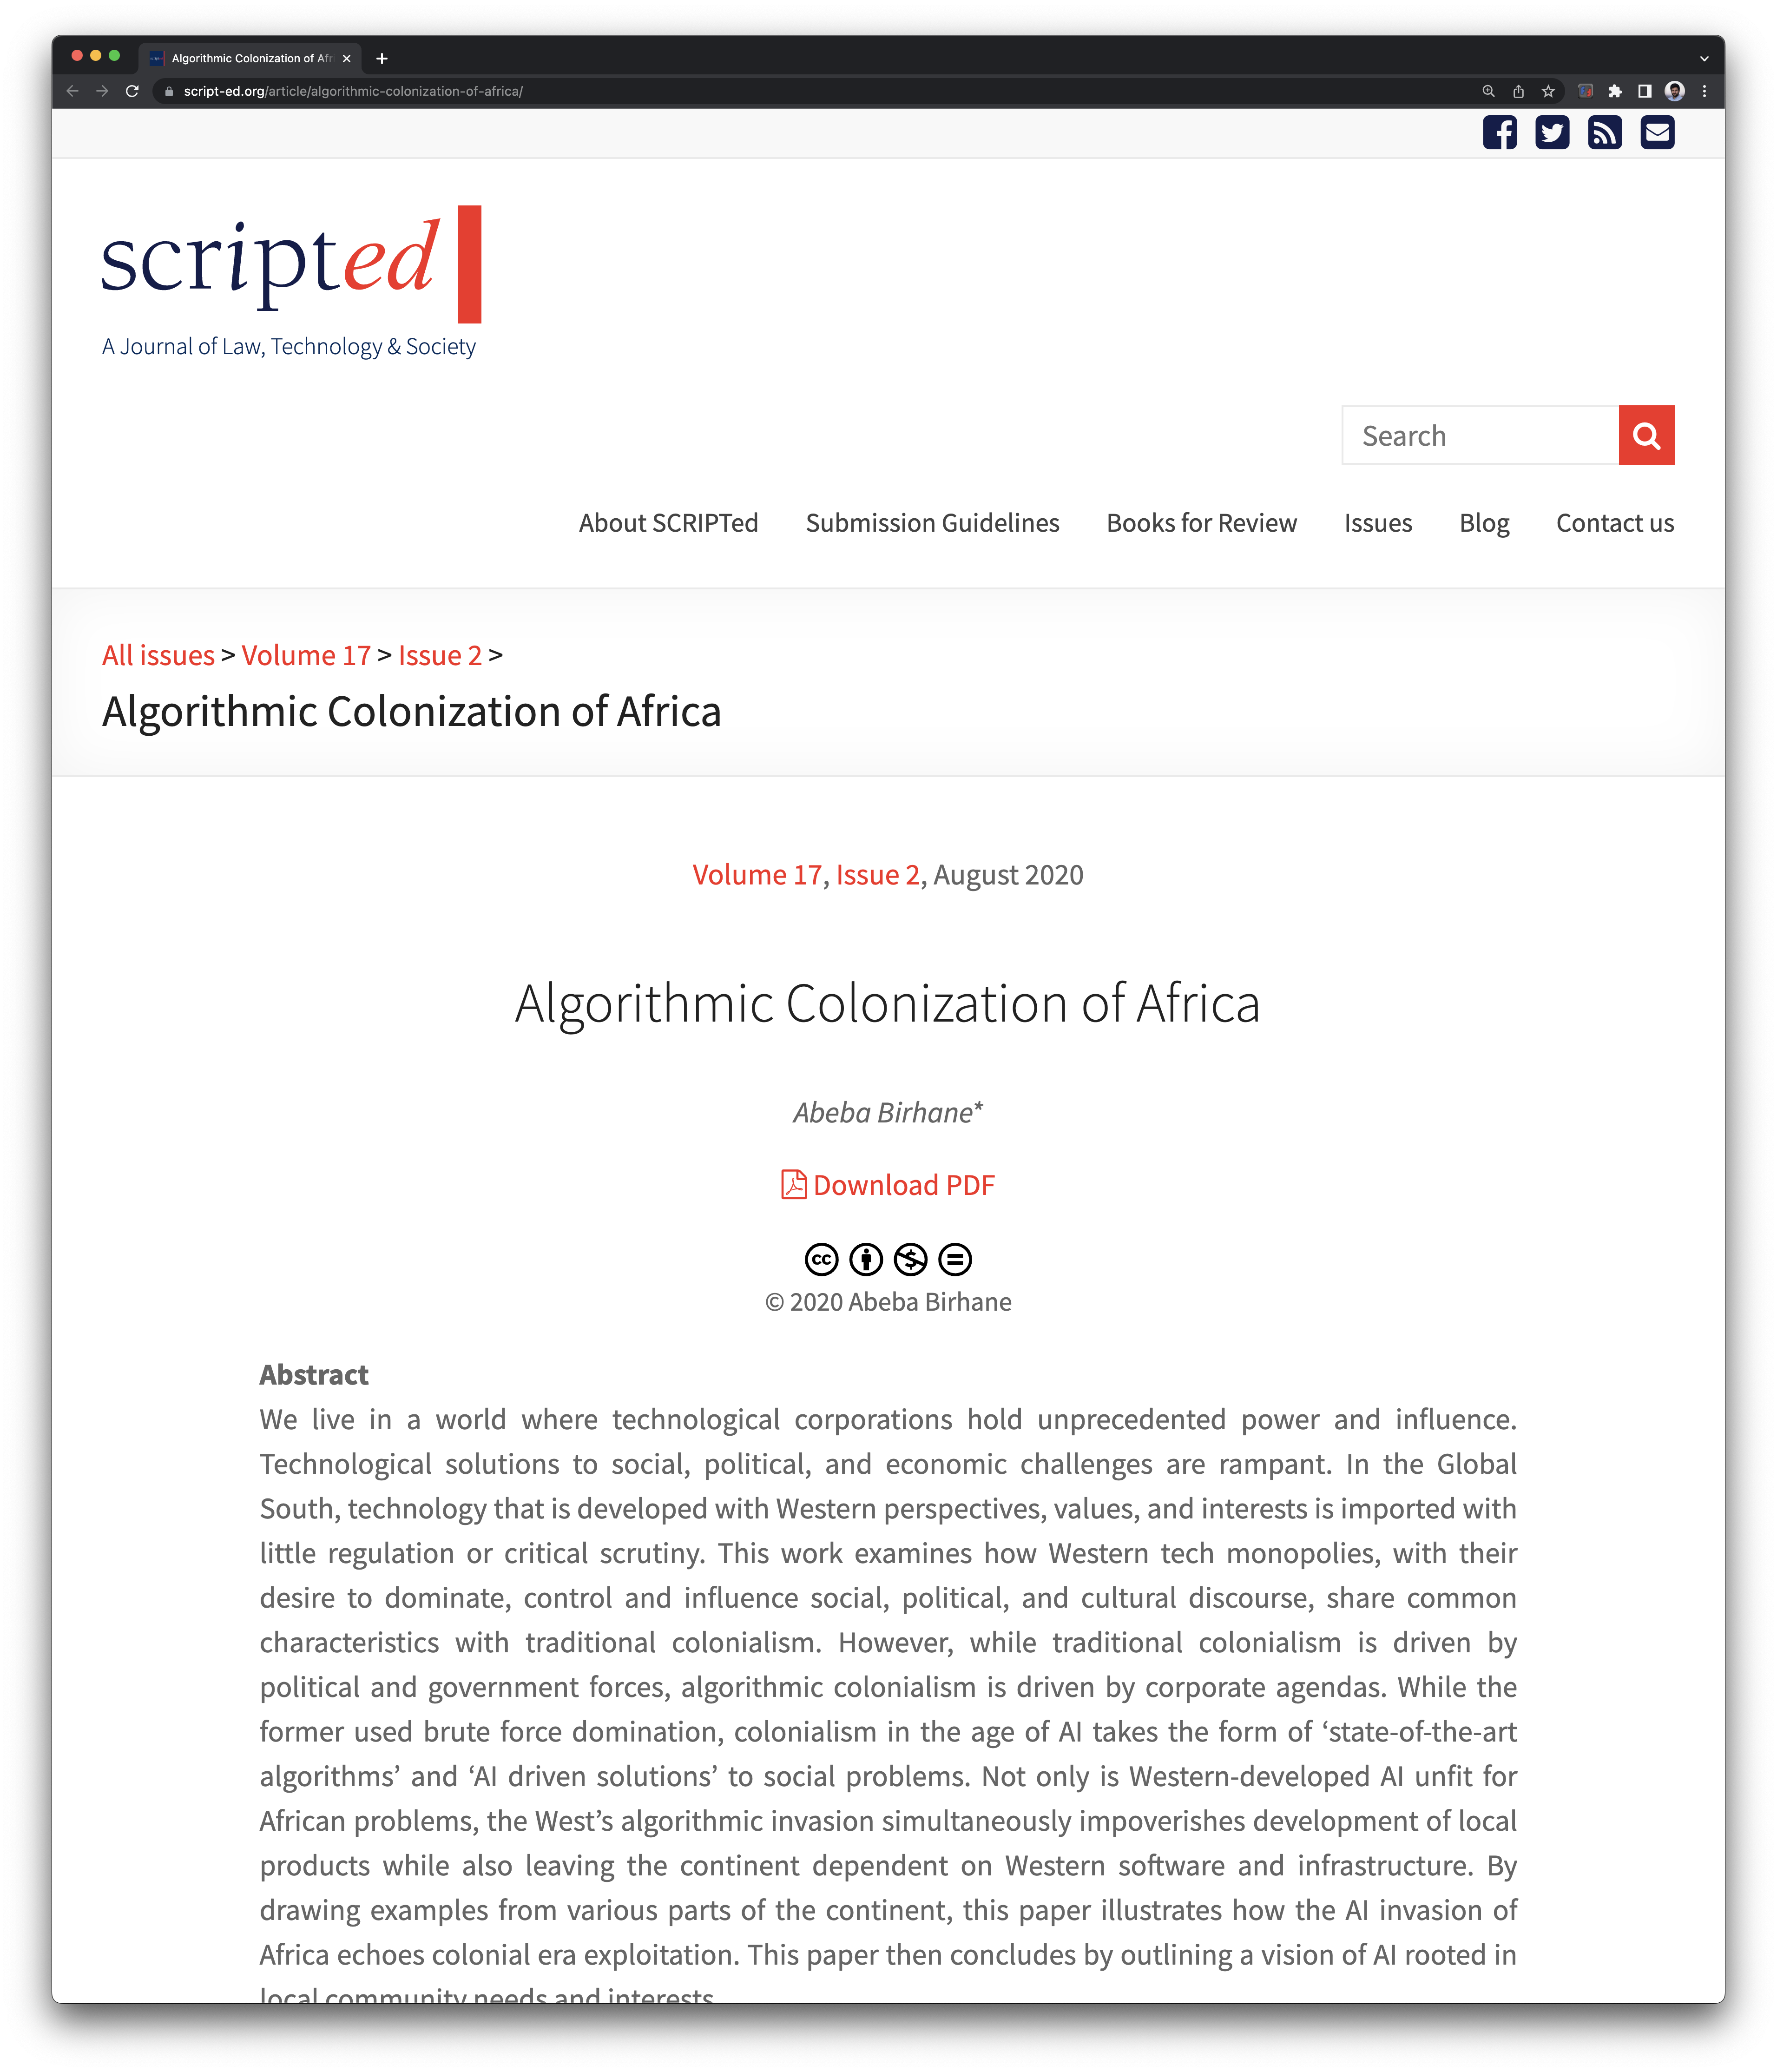 Algorithmic Colonization of Afr
script-ed.org/article/algorithmic-colonization-of-africa/
scripted
A Journal of Law, Technology & Society
Search
About SCRIPTed Submission Guidelines Books for Review Issues Blog Contact us
All issues > Volume 17 > Issue 2 >
Algorithmic Colonization of Africa
Volume 17, Issue 2, August 2020
Algorithmic Colonization of Africa
Abeba Birhane*
Download PDF
cc
© 2020 Abeba Birhane
Abstract
We live in a world where technological corporations hold unprecedented power and influence.
Technological solutions to social, political, and economic challenges are rampant. In the Global
South, technology that is developed with Western perspectives, values, and interests is imported with
little regulation or critical scrutiny. This work examines how Western tech monopolies, with their
desire to dominate, control and influence social, political, and cultural discourse, share common
characteristics with traditional colonialism. However, while traditional colonialism is driven by
political and government forces, algorithmic colonialism is driven by corporate agendas. While the
former used brute force domination, colonialism in the age of AI takes the form of ‘state-of-the-art
algorithms’ and ‘AI driven solutions’ to social problems. Not only is Western-developed AI unfit for
African problems, the West’s algorithmic invasion simultaneously impoverishes development of local
products while also leaving the continent dependent on Western software and infrastructure. By
drawing examples from various parts of the continent, this paper illustrates how the AI invasion of
Africa echoes colonial era exploitation. This paper then concludes by outlining a vision of AI rooted in
local community needs and interests.